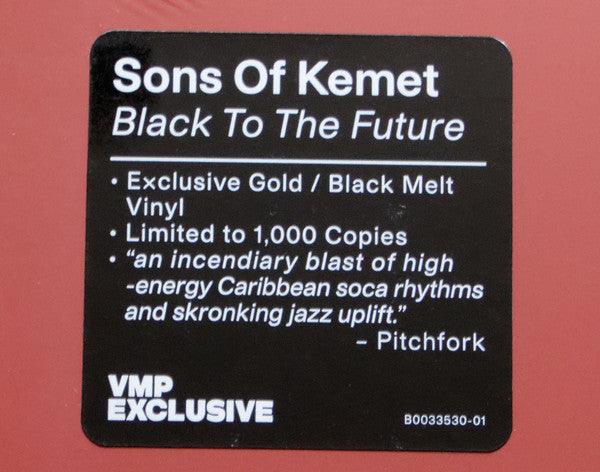 Sons Of Kemet
Black To The Future
• Exclusive Gold / Black Melt
Vinyl
• Limited to 1,000 Copies
• “an incendiary blast of high
-energy Caribbean soca rhythms
and skronking jazz uplift.”
– Pitchfork
VMP
EXCLUSIVE
B0033530-01